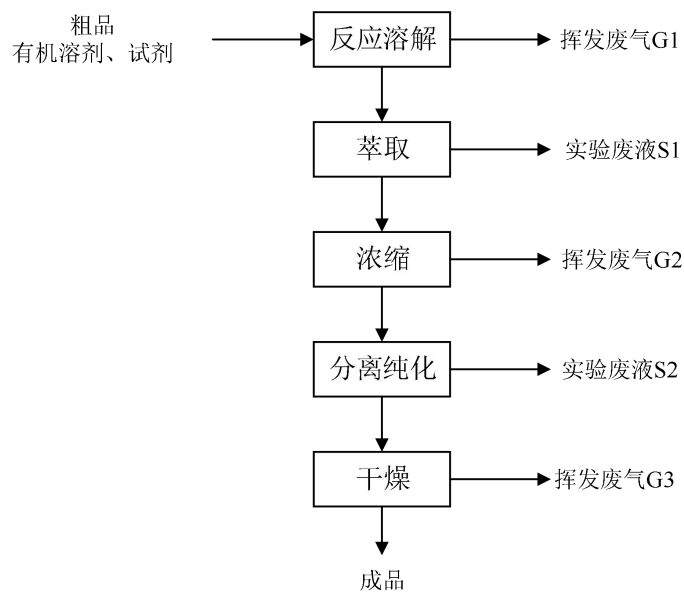 粗品
有机溶剂、试剂
反应溶解
挥发废气G1
萃取
实验废液S1
浓缩
挥发废气G2
分离纯化
实验废液S2
干燥
挥发废气G3
成品